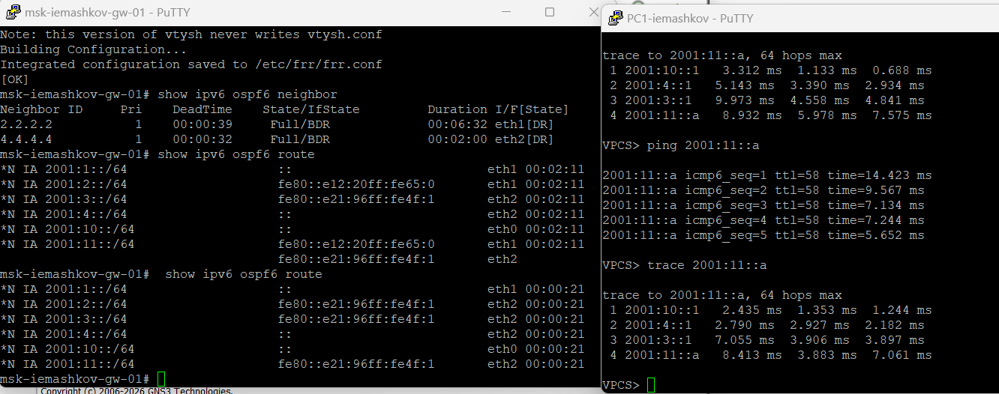 msk-iemashkov-gw-01 - PuTTY
Note: this version of vtysh never writes vtysh.conf
Building Configuration...
Integrated configuration saved to /etc/frr/frr.conf
[OK]
msk-iemashkov-gw-01# show ipv6 ospf6 neighbor
Neighbor ID     Pri    DeadTime    State/IfState         Duration I/F[State]
2.2.2.2           1    00:00:39     Full/BDR             00:06:32 eth1[DR]
4.4.4.4           1    00:00:32     Full/BDR             00:02:00 eth2[DR]
msk-iemashkov-gw-01# show ipv6 ospf6 route
*N IA 2001:1::/64                    ::                          eth1 00:02:11
*N IA 2001:2::/64                    fe80::e12:20ff:fe65:0       eth1 00:02:11
*N IA 2001:3::/64                    fe80::e21:96ff:fe4f:1       eth2 00:02:11
*N IA 2001:4::/64                    ::                          eth2 00:02:11
*N IA 2001:10::/64                   ::                          eth0 00:02:11
*N IA 2001:11::/64                   fe80::e12:20ff:fe65:0       eth1 00:02:11
                                     fe80::e21:96ff:fe4f:1       eth2
msk-iemashkov-gw-01#  show ipv6 ospf6 route
*N IA 2001:1::/64                    ::                          eth1 00:00:21
*N IA 2001:2::/64                    fe80::e21:96ff:fe4f:1       eth2 00:00:21
*N IA 2001:3::/64                    fe80::e21:96ff:fe4f:1       eth2 00:00:21
*N IA 2001:4::/64                    ::                          eth2 00:00:21
*N IA 2001:10::/64                   ::                          eth0 00:00:21
*N IA 2001:11::/64                   fe80::e21:96ff:fe4f:1       eth2 00:00:21
msk-iemashkov-gw-01#
Copyright (c) 2006-2026 GNS3 Technologies.
PC1-iemashkov - PuTTY
trace to 2001:11::a, 64 hops max
 1 2001:10::1   3.312 ms  1.133 ms  0.688 ms
 2 2001:4::1   5.143 ms  3.390 ms  2.934 ms
 3 2001:3::1   9.973 ms  4.558 ms  4.841 ms
 4 2001:11::a   8.932 ms  5.978 ms  7.575 ms
VPCS> ping 2001:11::a
2001:11::a icmp6_seq=1 ttl=58 time=14.423 ms
2001:11::a icmp6_seq=2 ttl=58 time=9.567 ms
2001:11::a icmp6_seq=3 ttl=58 time=7.134 ms
2001:11::a icmp6_seq=4 ttl=58 time=7.244 ms
2001:11::a icmp6_seq=5 ttl=58 time=5.652 ms
VPCS> trace 2001:11::a
trace to 2001:11::a, 64 hops max
 1 2001:10::1   2.435 ms  1.353 ms  1.244 ms
 2 2001:4::1   2.790 ms  2.927 ms  2.182 ms
 3 2001:3::1   7.055 ms  3.906 ms  3.897 ms
 4 2001:11::a   8.413 ms  3.883 ms  7.061 ms
VPCS>